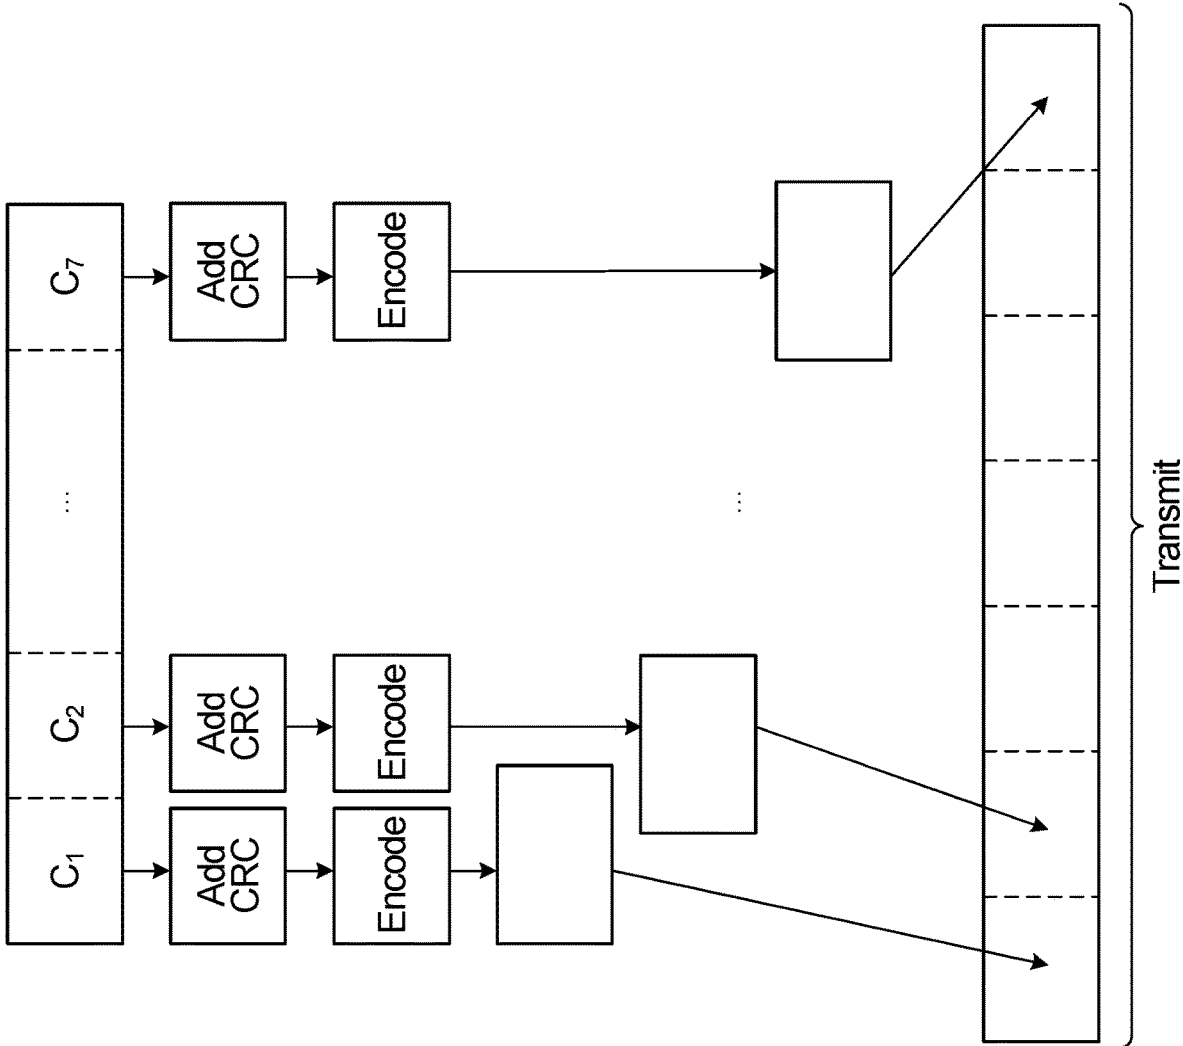 C1
C2
...
C7
Add
CRC
Add
CRC
Add
CRC
Encode
Encode
Encode
...
Transmit